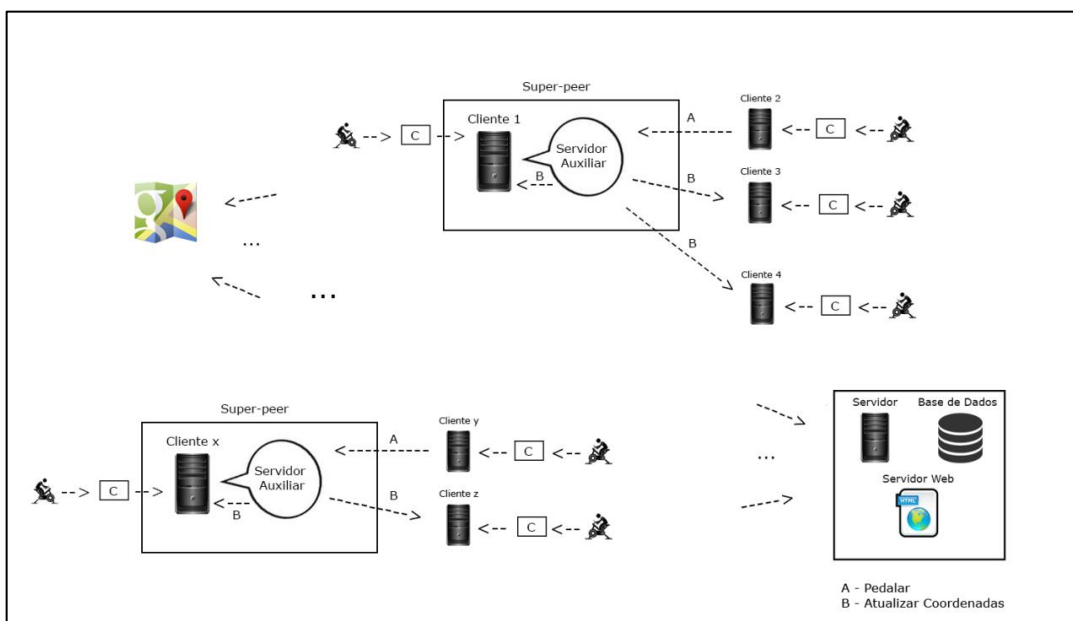 Super-peer
Cliente 1
Servidor
Auxiliar
C
A
B
B
B
Cliente 2
C
Cliente 3
C
Cliente 4
C
g
...
...
Super-peer
Cliente x
Servidor
Auxiliar
C
A
B
B
Cliente y
C
Cliente z
C
...
Servidor
Base de Dados
Servidor Web
HTML
A - Pedalar
B - Atualizar Coordenadas